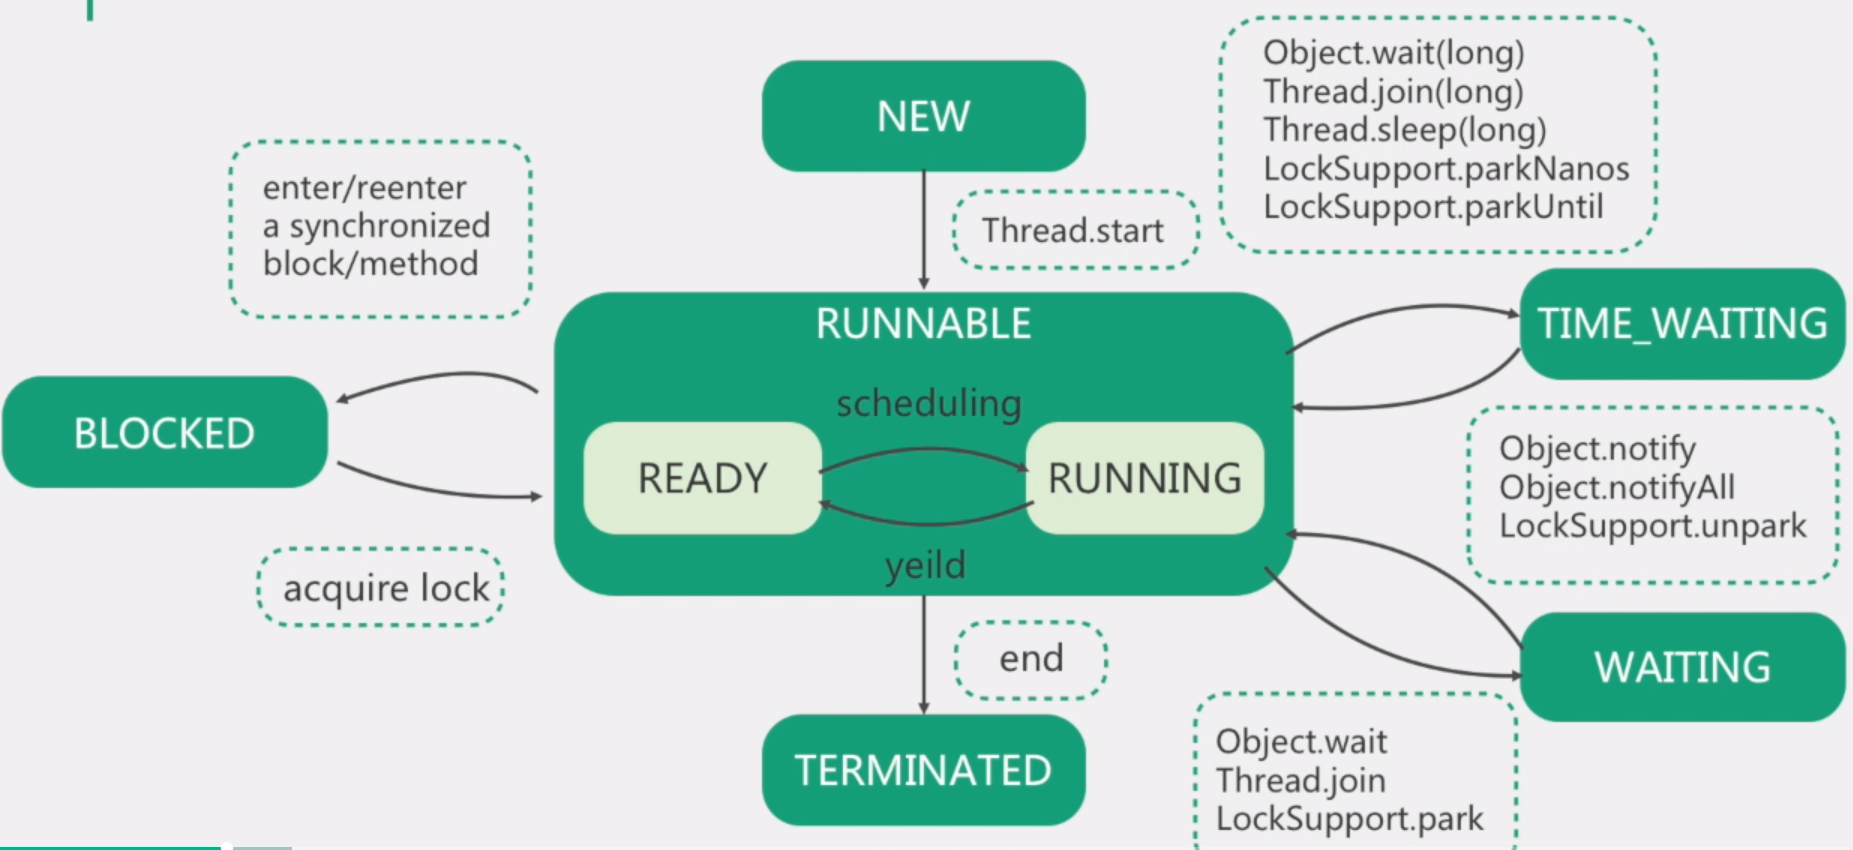 NEW
Object.wait(long)
Thread.join(long)
Thread.sleep(long)
LockSupport.parkNanos
LockSupport.parkUntil
enter/reenter
a synchronized
block/method
Thread.start
RUNNABLE
TIME_WAITING
scheduling
BLOCKED
READY
RUNNING
yeild
Object.notify
Object.notifyAll
LockSupport.unpark
acquire lock
end
WAITING
TERMINATED
Object.wait
Thread.join
LockSupport.park